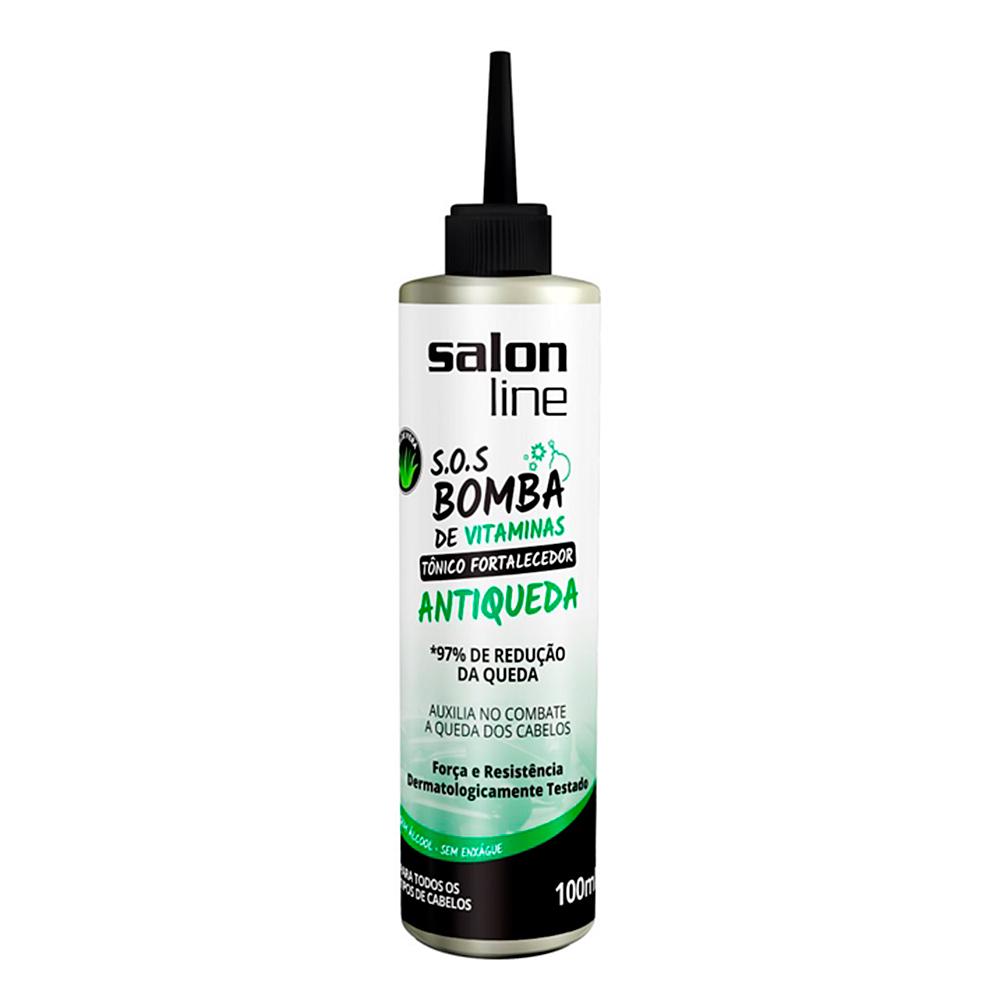 salon
line
S.O.S
BOMBA
DE VITAMINAS
TÔNICO FORTALECEDOR
ANTIQUEDA
*97% DE REDUÇÃO
DA QUEDA
AUXILIA NO COMBATE
A QUEDA DOS CABELOS
Força e Resistência
Dermatologicamente Testado
ÁLCOOL - SEM ENXÁGUE
PARA TODOS OS
TIPOS DE CABELOS
100ml